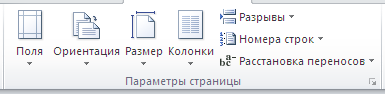 Поля
Ориентация
Размер
Колонки
Разрывы
Номера строк
Расстановка переносов
Параметры страницы